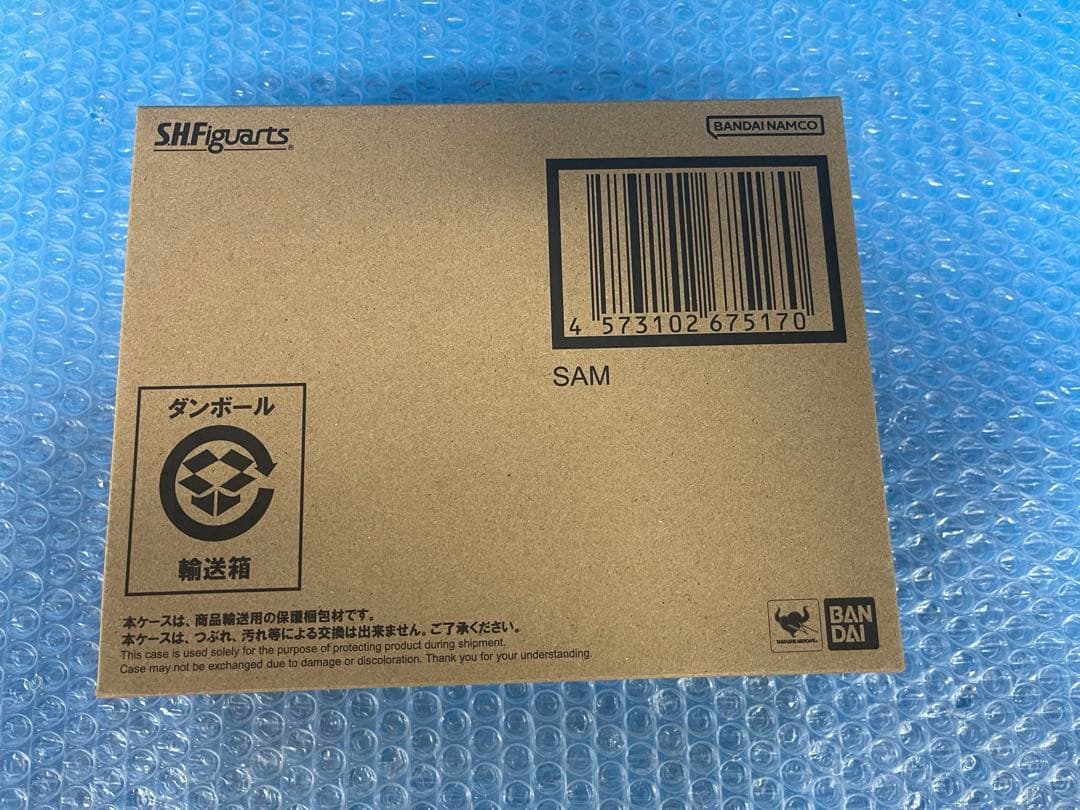 S.H.Figuarts
BANDAI NAMCO
4 573102 675170
SAM
ダンボール
輸送箱
本ケースは、商品輸送用の保護梱包材です。
本ケースは、つぶれ、汚れ等による交換は出来ません。ご了承ください。
This case is used solely for the purpose of protecting product during shipment.
Case may not be exchanged due to damage or discoloration. Thank you for your understanding.
TAMASHII NATIONS
BAN
DAI